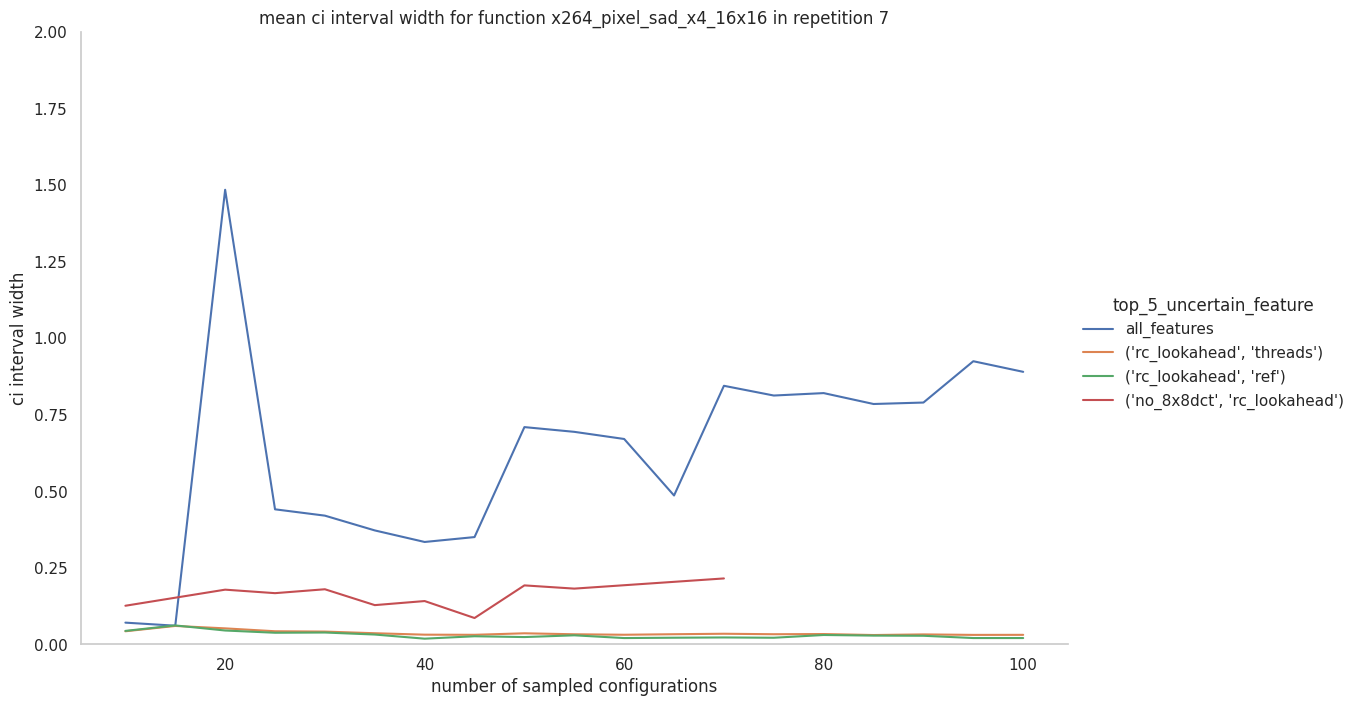 mean ci interval width for function x264_pixel_sad_x4_16x16 in repetition 7
2.00
1.75
1.50
1.25
1.00
0.75
0.50
0.25
0.00
ci interval width
20 40 60 80 100
number of sampled configurations
top_5_uncertain_feature
all_features
('rc_lookahead', 'threads')
('rc_lookahead', 'ref')
('no_8x8dct', 'rc_lookahead')